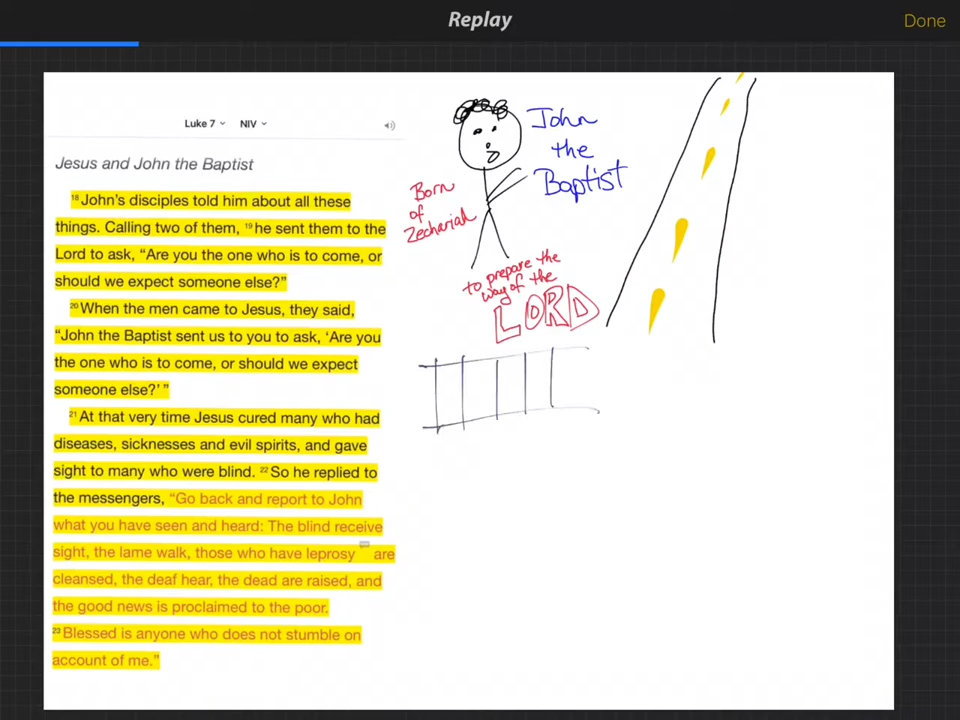 Replay
Done
Luke 7 NIV
Jesus and John the Baptist
18 John’s disciples told him about all these
things. Calling two of them, 19 he sent them to the
Lord to ask, “Are you the one who is to come, or
should we expect someone else?”
20 When the men came to Jesus, they said,
“John the Baptist sent us to you to ask, ‘Are you
the one who is to come, or should we expect
someone else?’ ”
21 At that very time Jesus cured many who had
diseases, sicknesses and evil spirits, and gave
sight to many who were blind. 22 So he replied to
the messengers, “Go back and report to John
what you have seen and heard: The blind receive
sight, the lame walk, those who have leprosy are
cleansed, the deaf hear, the dead are raised, and
the good news is proclaimed to the poor.
23 Blessed is anyone who does not stumble on
account of me.”
John
the
Baptist
Born
of
Zechariah
to prepare the
way of the
LORD